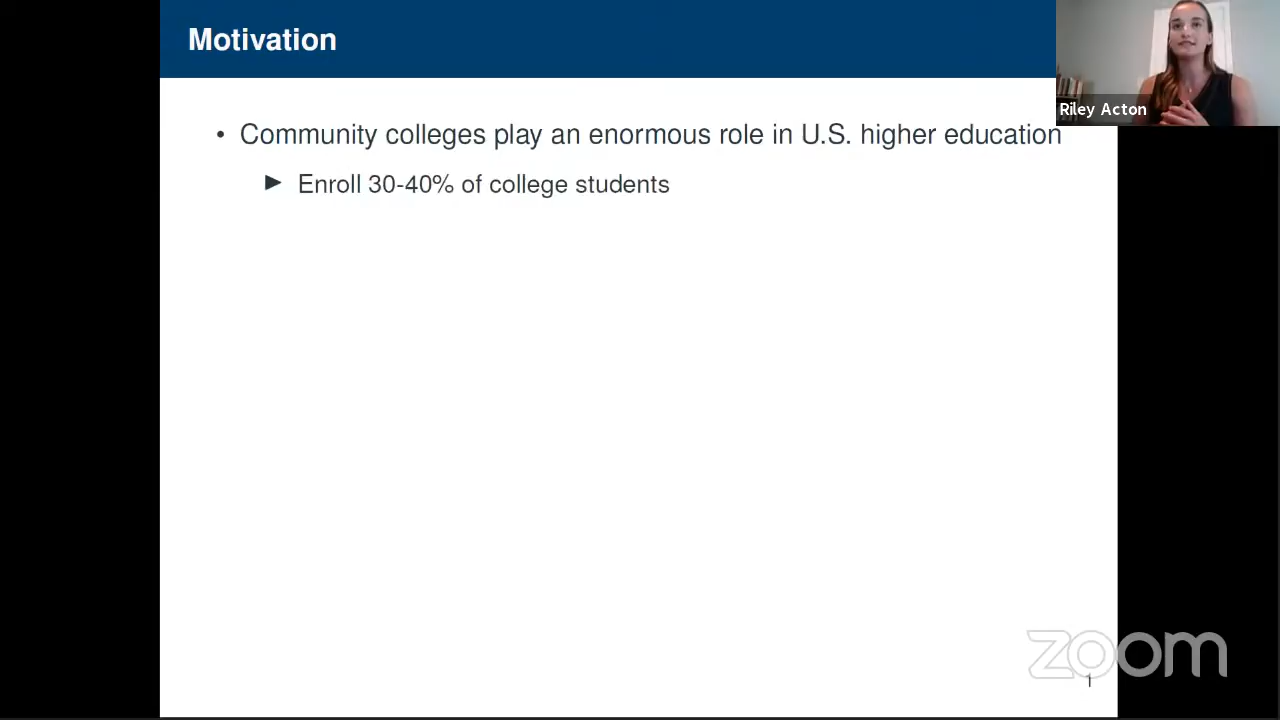 Motivation
Riley Acton
• Community colleges play an enormous role in U.S. higher education
► Enroll 30-40% of college students
zoom
1